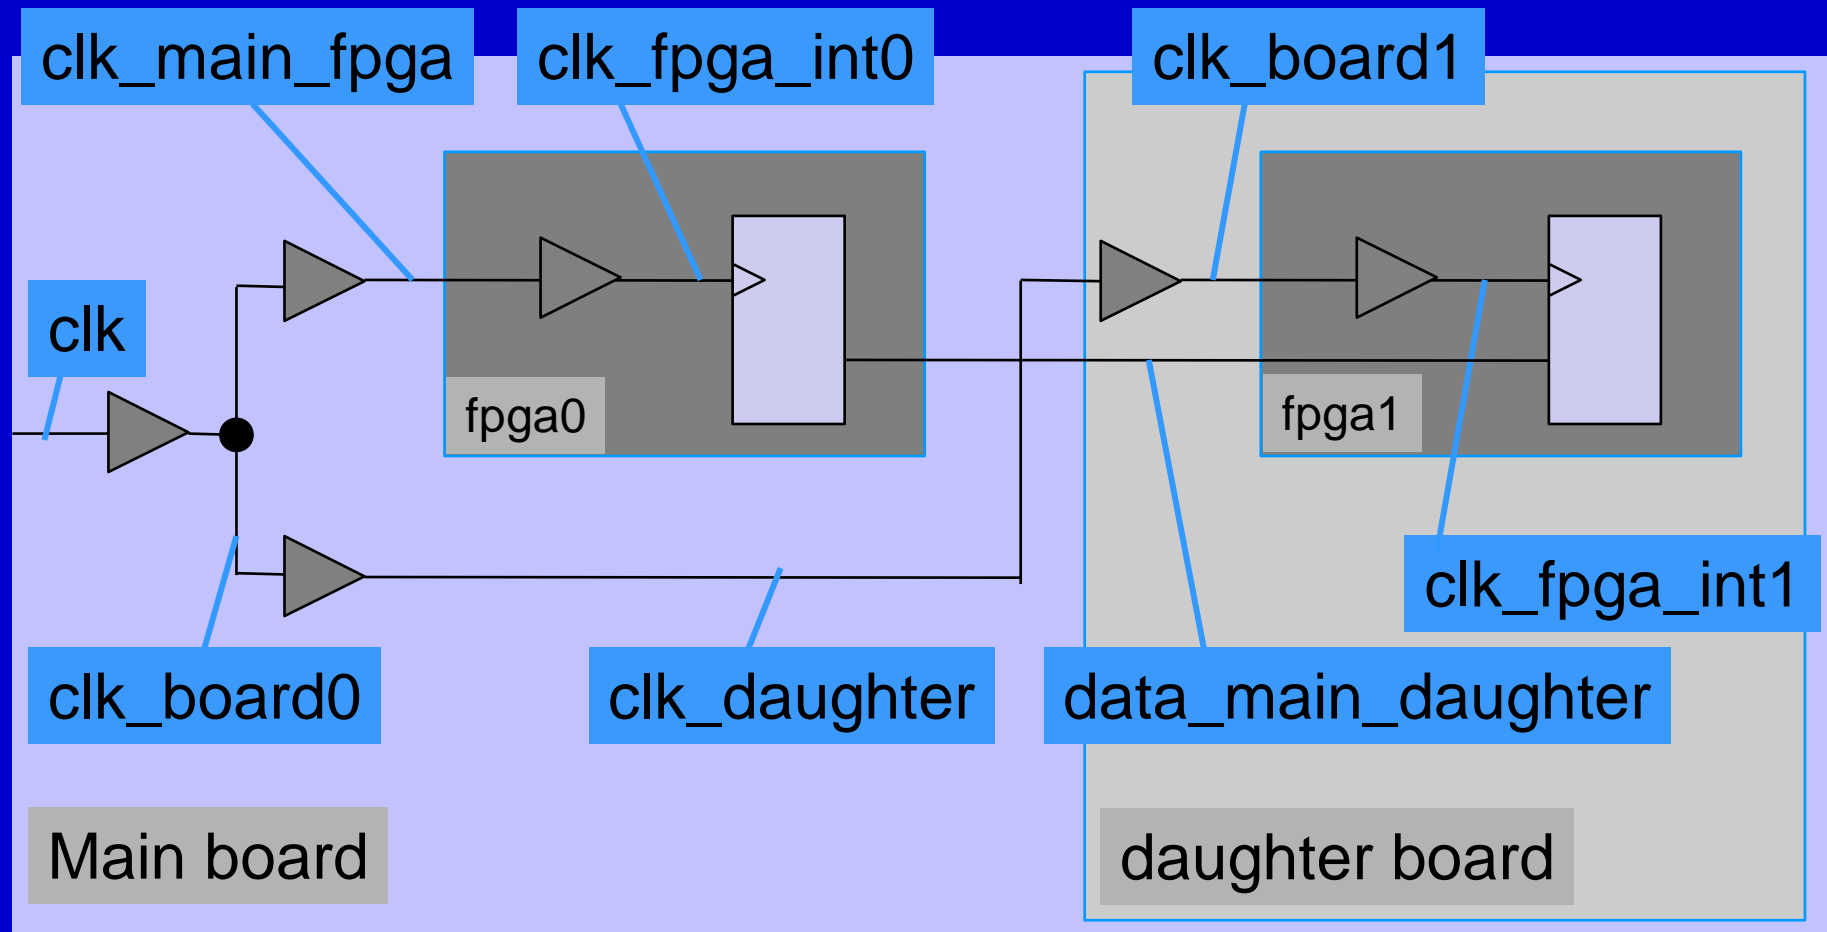 clk_main_fpga
clk_fpga_int0
clk_board1
clk
fpga0
fpga1
clk_fpga_int1
clk_board0
clk_daughter
data_main_daughter
Main board
daughter board